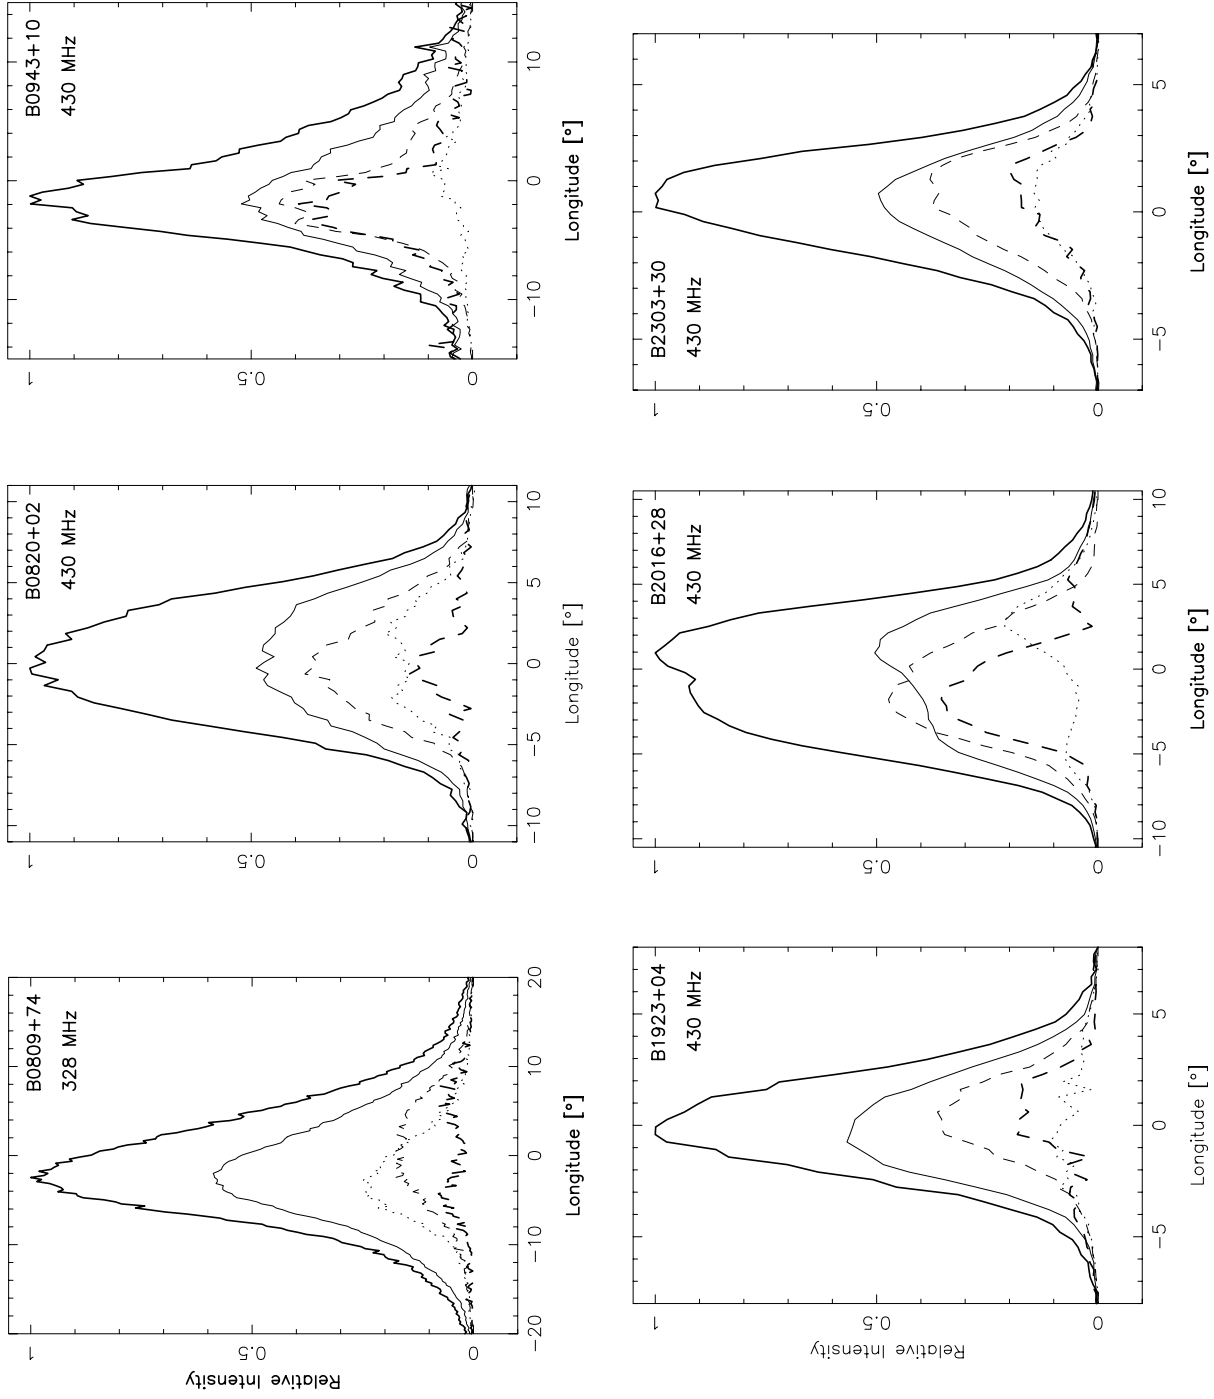 B0943+10
430 MHz
−10
0
10
Longitude [°]
1
0.5
0
B0820+02
430 MHz
−10
−5
0
5
10
Longitude [°]
1
0.5
0
B0809+74
328 MHz
−20
−10
0
10
20
Longitude [°]
1
0.5
0
Relative Intensity
B2303+30
430 MHz
−5
0
5
Longitude [°]
1
0.5
0
B2016+28
430 MHz
−10
−5
0
5
10
Longitude [°]
1
0.5
0
B1923+04
430 MHz
−5
0
5
Longitude [°]
1
0.5
0
Relative Intensity